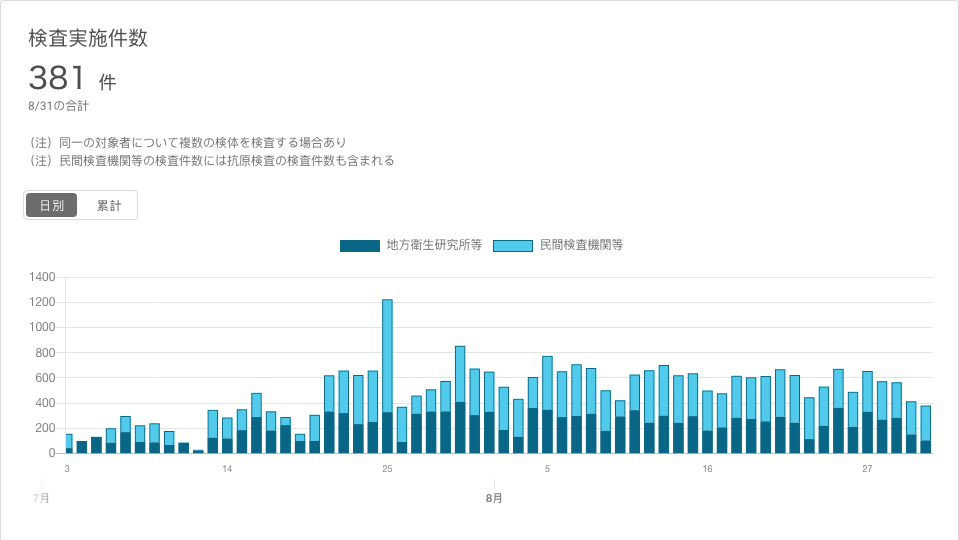 検査実施件数
381 件
8/31の合計
（注）同一の対象者について複数の検体を検査する場合あり
（注）民間検査機関等の検査件数には抗原検査の検査件数も含まれる
日別 累計
地方衛生研究所等 民間検査機関等
1400
1200
1000
800
600
400
200
0
3 14 25 5 16 27
7月 8月